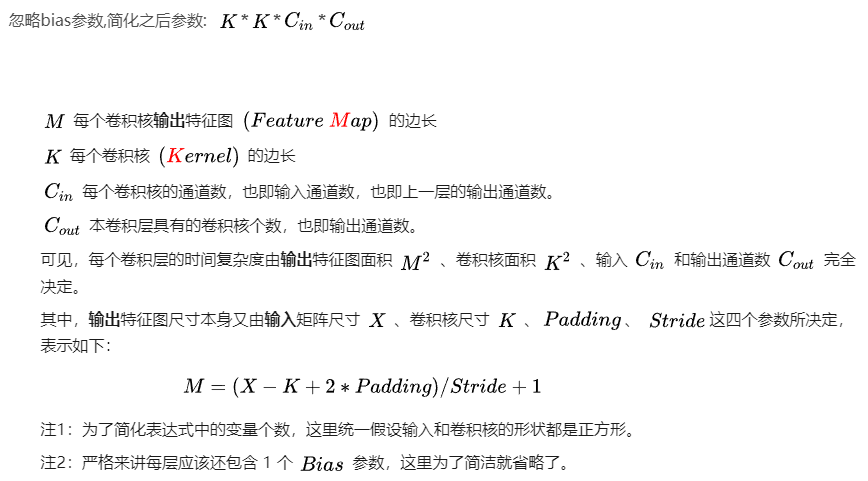 忽略bias参数,简化之后参数: K * K * C_in * C_out
M 每个卷积核输出特征图 (Feature Map) 的边长
K 每个卷积核 (Kernel) 的边长
C_in 每个卷积核的通道数，也即输入通道数，也即上一层的输出通道数。
C_out 本卷积层具有的卷积核个数，也即输出通道数。
可见，每个卷积层的时间复杂度由输出特征图面积 M² 、卷积核面积 K² 、输入 C_in 和输出通道数 C_out 完全
决定。
其中，输出特征图尺寸本身又由输入矩阵尺寸 X 、卷积核尺寸 K 、 Padding 、 Stride 这四个参数所决定，
表示如下：
M = (X − K + 2 * Padding)/Stride + 1
注1：为了简化表达式中的变量个数，这里统一假设输入和卷积核的形状都是正方形。
注2：严格来讲每层应该还包含 1 个 Bias 参数，这里为了简洁就省略了。